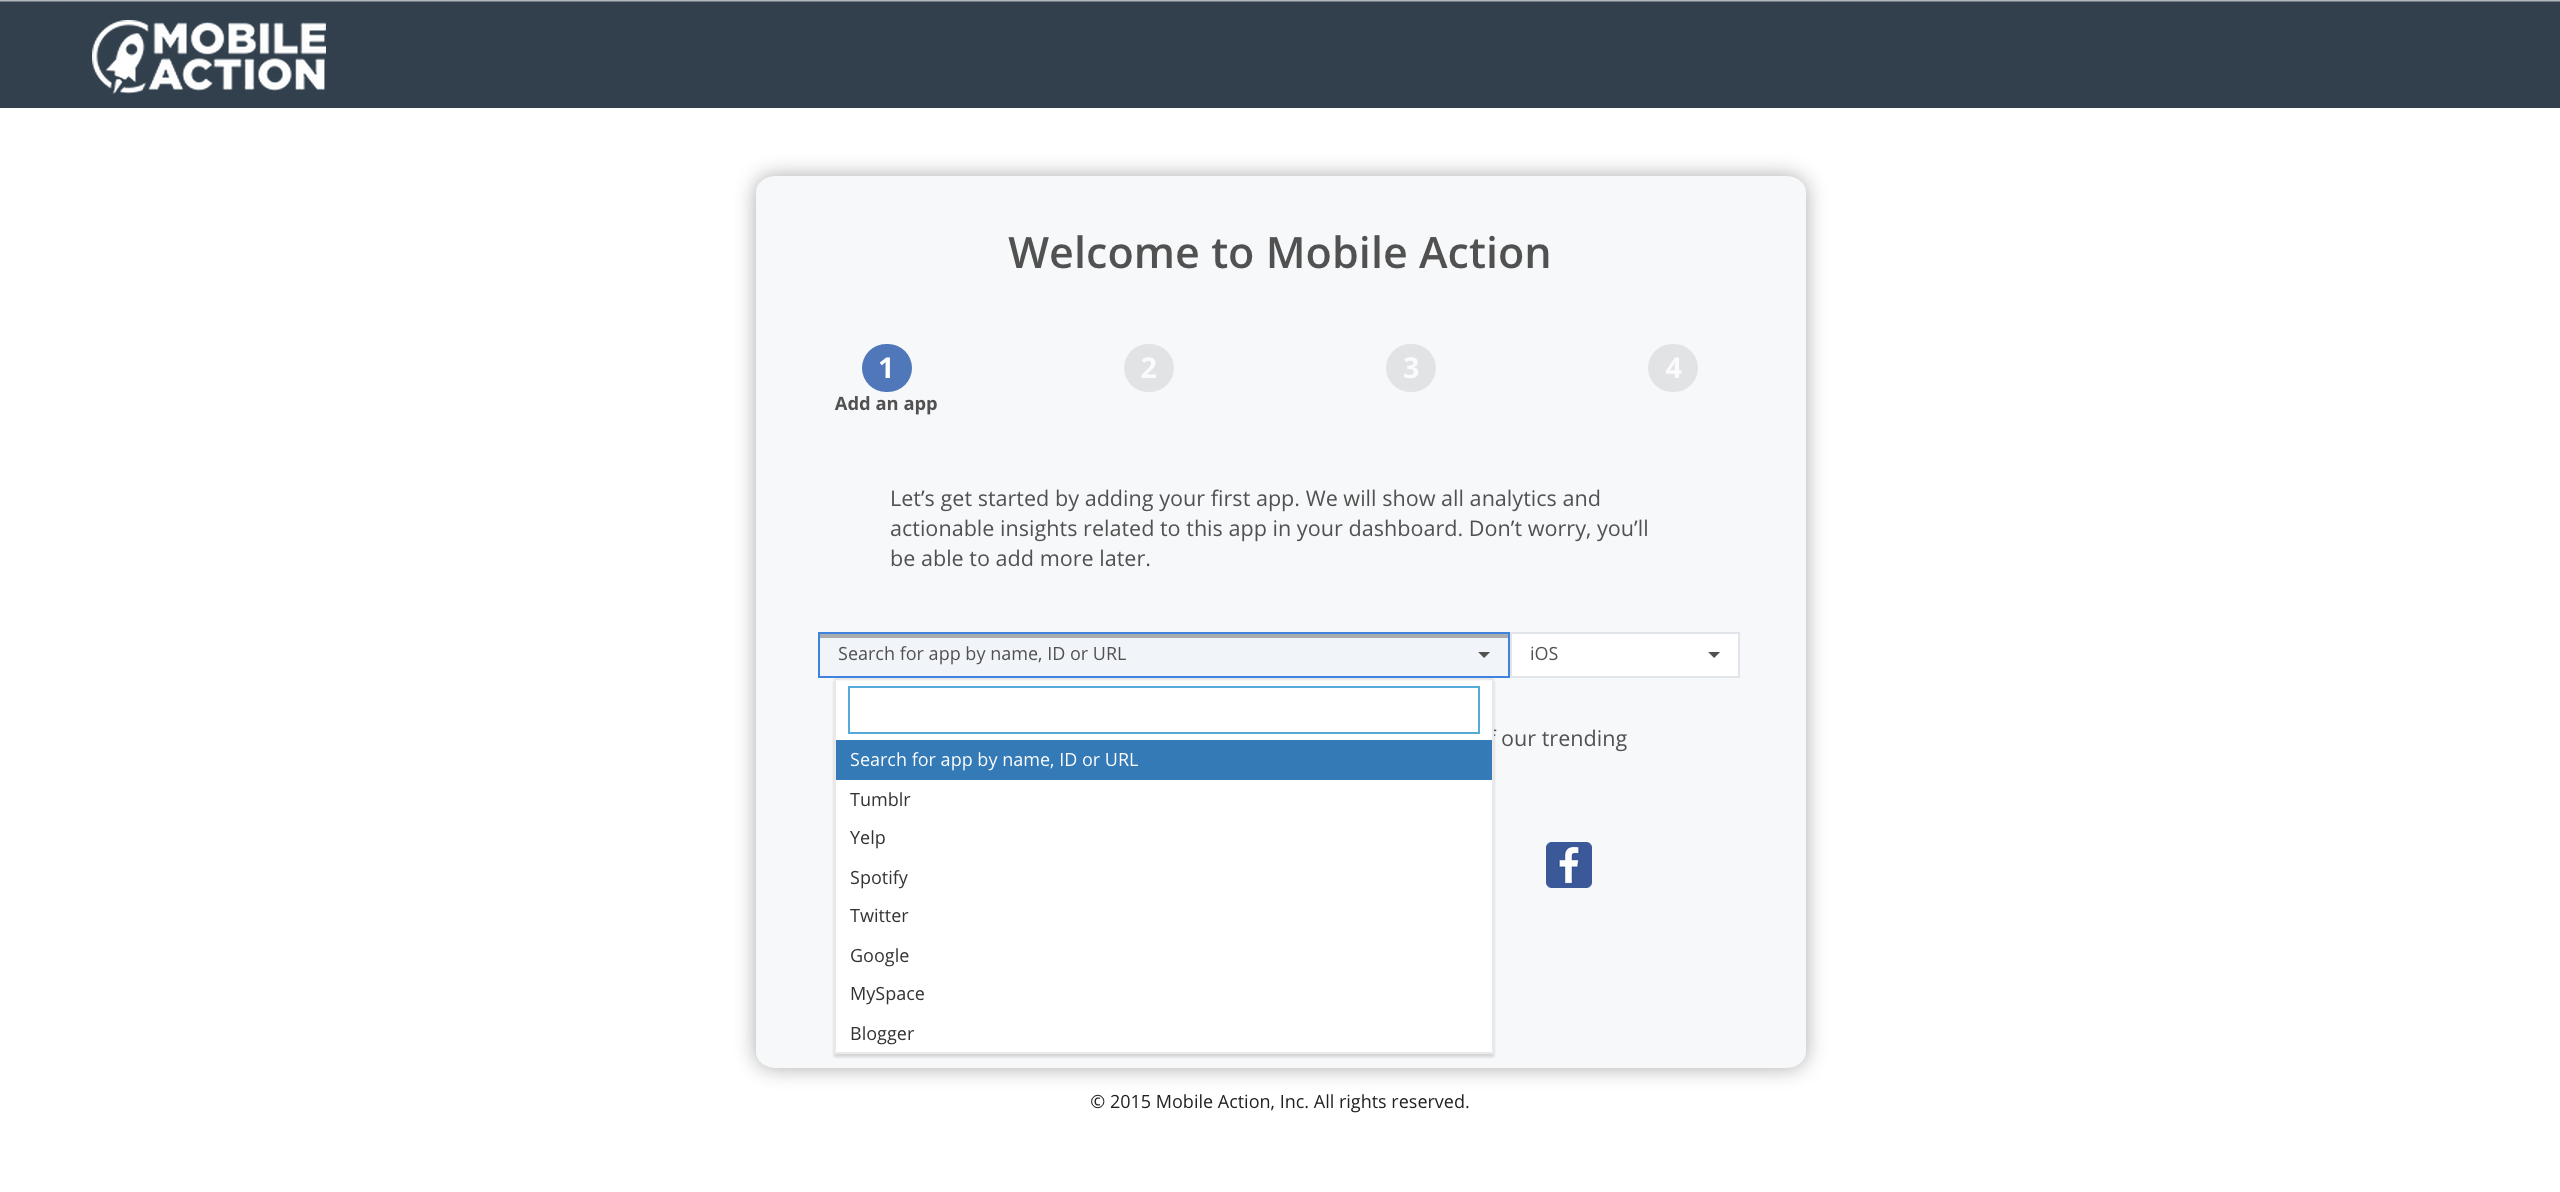 MOBILE
ACTION
Welcome to Mobile Action
1
2
3
4
Add an app
Let’s get started by adding your first app. We will show all analytics and
actionable insights related to this app in your dashboard. Don’t worry, you’ll
be able to add more later.
Search for app by name, ID or URL
iOS
our trending
Search for app by name, ID or URL
Tumblr
Yelp
Spotify
Twitter
Google
MySpace
Blogger
© 2015 Mobile Action, Inc. All rights reserved.